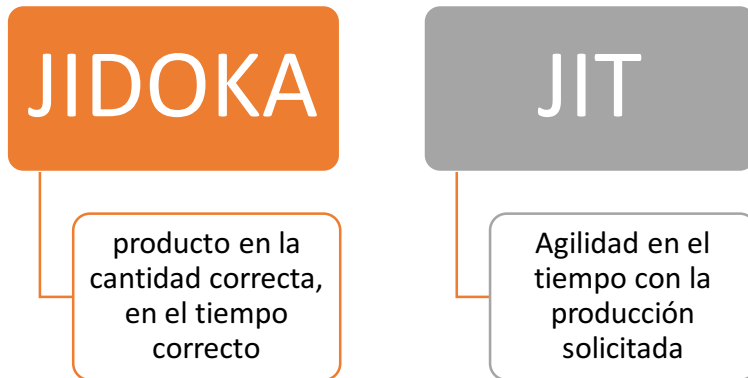 JIDOKA
producto en la
cantidad correcta,
en el tiempo
correcto
JIT
Agilidad en el
tiempo con la
producción
solicitada